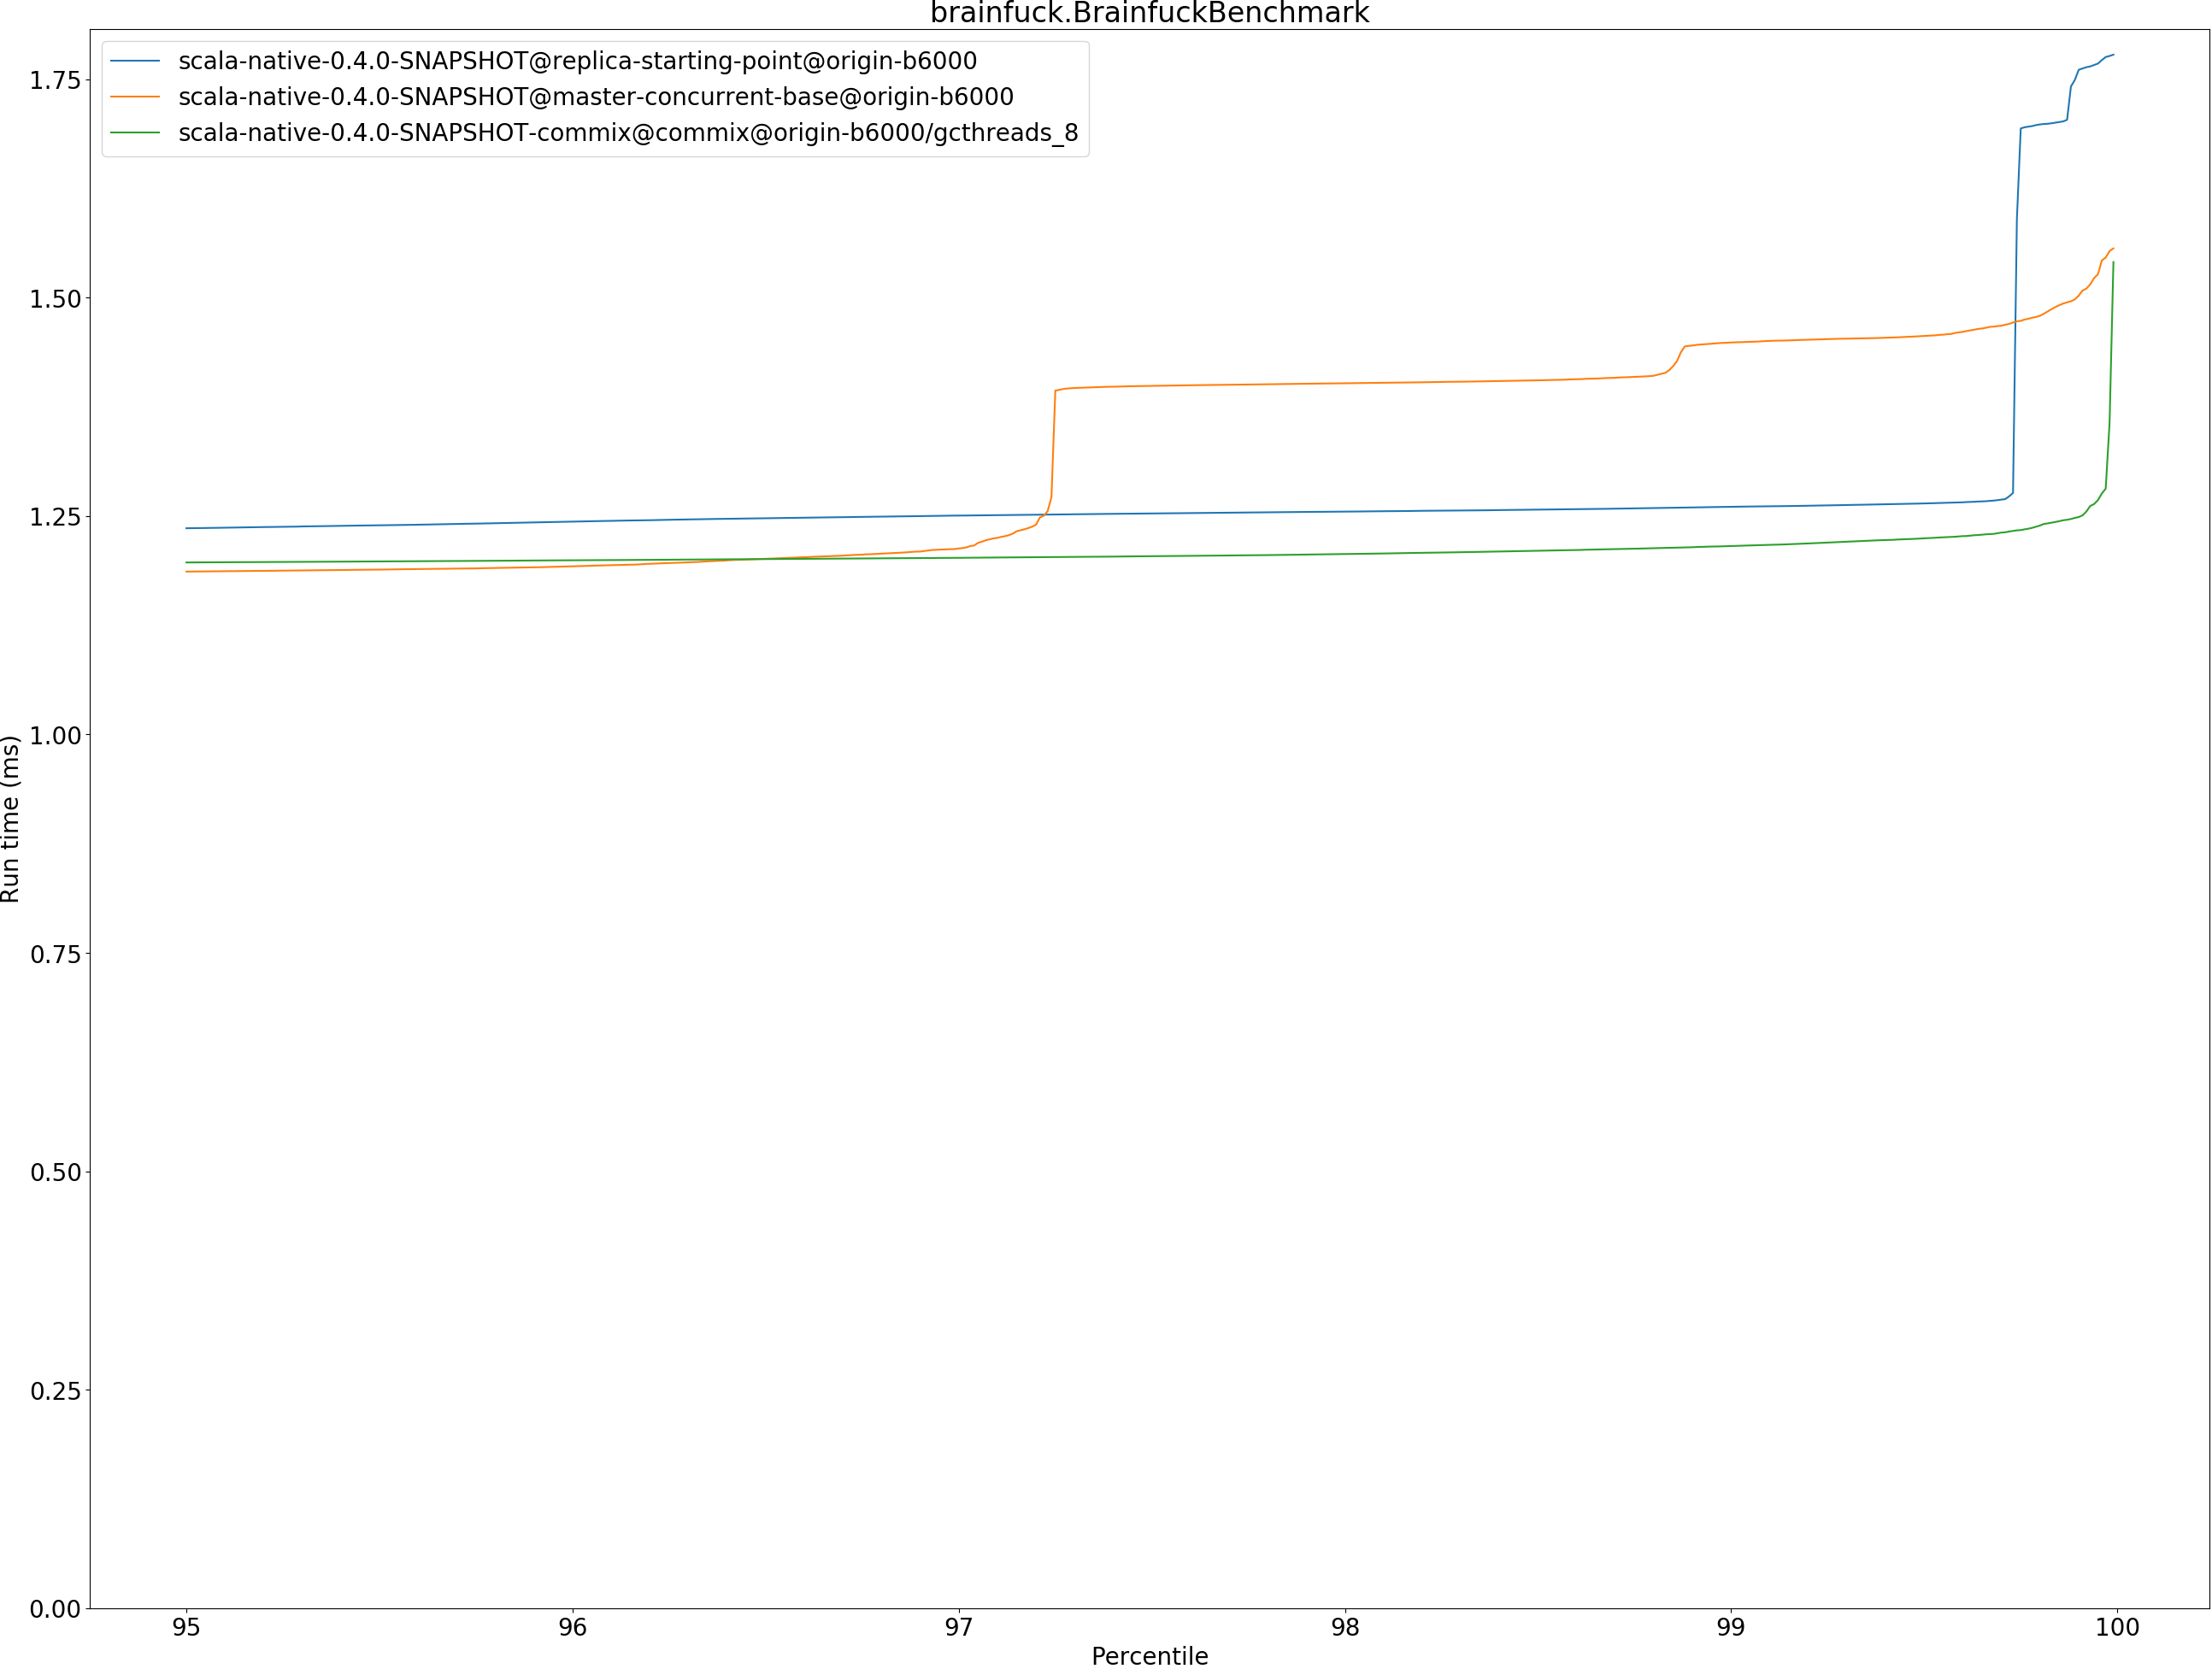 brainfuck.BrainfuckBenchmark
scala-native-0.4.0-SNAPSHOT@replica-starting-point@origin-b6000
scala-native-0.4.0-SNAPSHOT@master-concurrent-base@origin-b6000
scala-native-0.4.0-SNAPSHOT-commix@commix@origin-b6000/gcthreads_8
1.75
1.50
1.25
1.00
0.75
0.50
0.25
0.00
Run time (ms)
95 96 97 98 99 100
Percentile